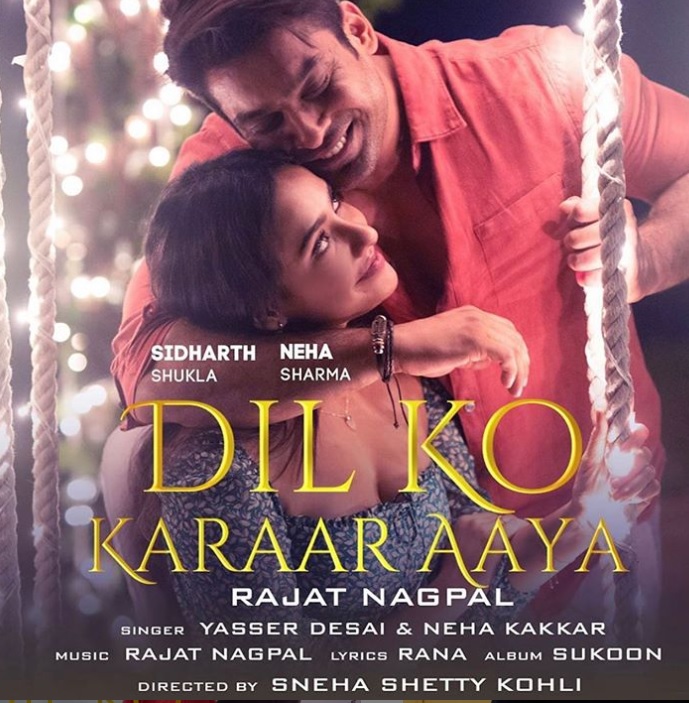 SIDHARTH NEHA
SHUKLA SHARMA
DIL KO
KARAAR AAYA
RAJAT NAGPAL
SINGER YASSER DESAI & NEHA KAKKAR
MUSIC RAJAT NAGPAL LYRICS RANA ALBUM SUKOON
DIRECTED BY SNEHA SHETTY KOHLI